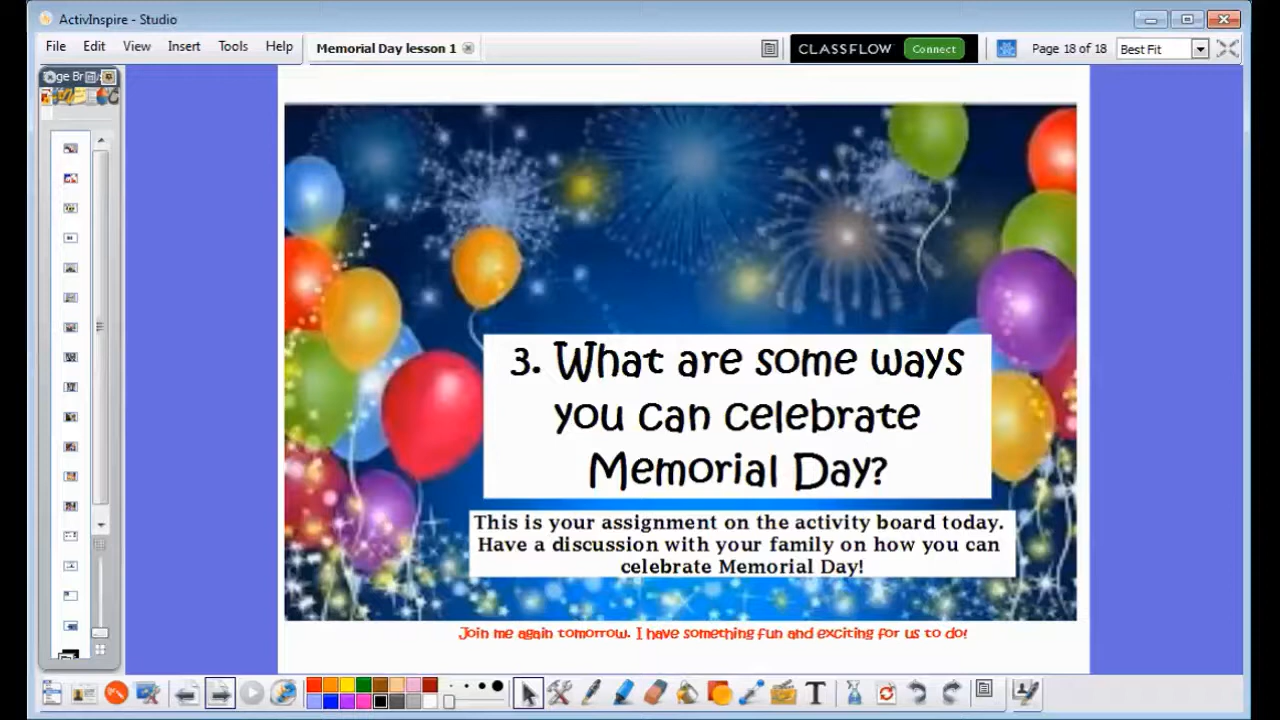 ActivInspire - Studio
File Edit View Insert Tools Help Memorial Day lesson 1 CLASSFLOW Connect Page 18 of 18 Best Fit
3. What are some ways
you can celebrate
Memorial Day?
This is your assignment on the activity board today.
Have a discussion with your family on how you can
celebrate Memorial Day!
Join me again tomorrow. I have something fun and exciting for us to do!